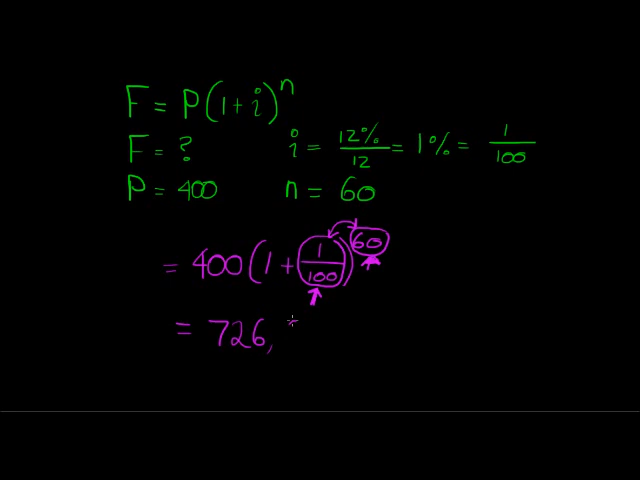 F = P(1 + i)^n
F = ? i = 12%/12 = 1% = 1/100
P = 400 n = 60
= 400(1 + 1/100)^60
= 726,